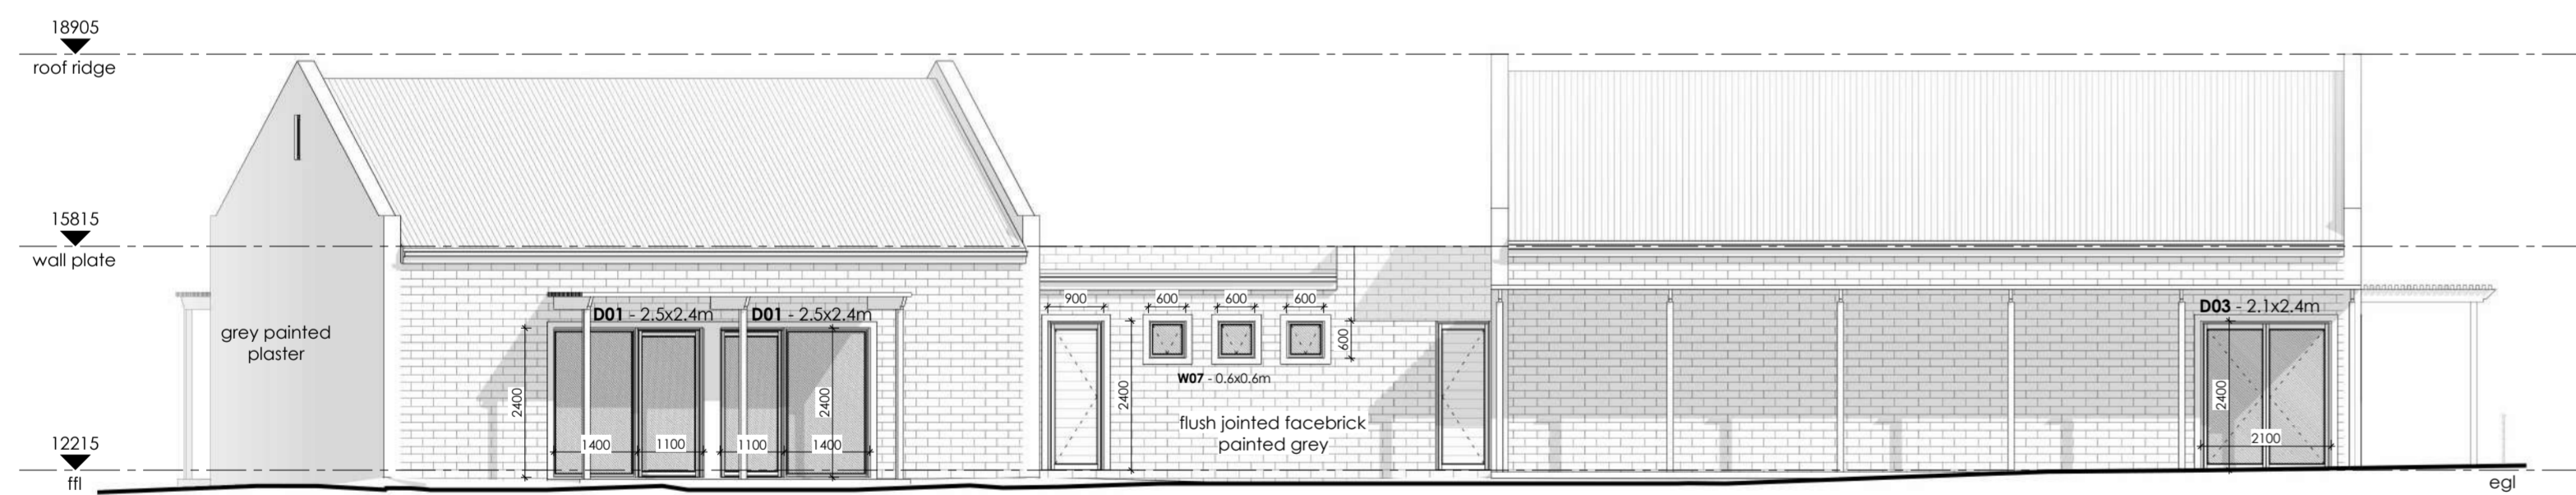 18905
roof ridge
15815
wall plate
12215
ffl
grey painted
plaster
D01 - 2.5x2.4m
D01 - 2.5x2.4m
2400
2400
1400
1100
1100
1400
900
600
600
600
600
2400
W07 - 0.6x0.6m
flush jointed facebrick
painted grey
D03 - 2.1x2.4m
2400
2100
egl